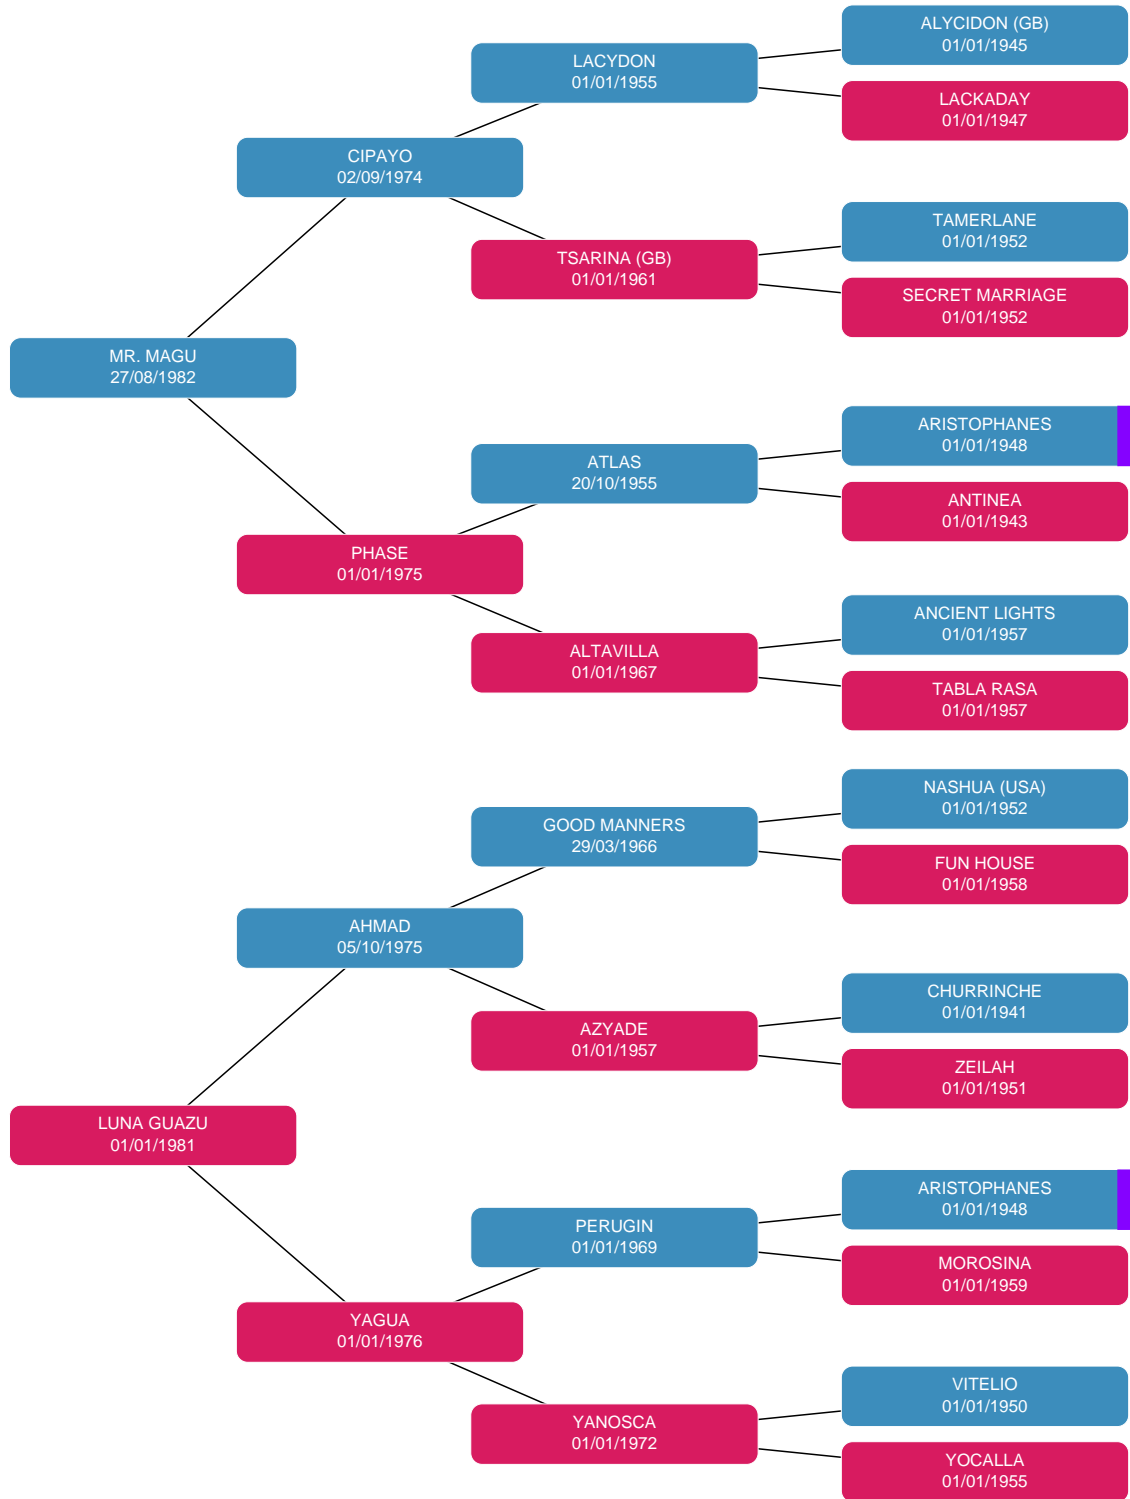 ALYCIDON (GB)
01/01/1945
LACYDON
01/01/1955
LACKADAY
01/01/1947
CIPAYO
02/09/1974
TAMERLANE
01/01/1952
TSARINA (GB)
01/01/1961
SECRET MARRIAGE
01/01/1952
MR. MAGU
27/08/1982
ARISTOPHANES
01/01/1948
ATLAS
20/10/1955
ANTINEA
01/01/1943
PHASE
01/01/1975
ANCIENT LIGHTS
01/01/1957
ALTAVILLA
01/01/1967
TABLA RASA
01/01/1957
NASHUA (USA)
01/01/1952
GOOD MANNERS
29/03/1966
FUN HOUSE
01/01/1958
AHMAD
05/10/1975
CHURRINCHE
01/01/1941
AZYADE
01/01/1957
ZEILAH
01/01/1951
LUNA GUAZU
01/01/1981
ARISTOPHANES
01/01/1948
PERUGIN
01/01/1969
MOROSINA
01/01/1959
YAGUA
01/01/1976
VITELIO
01/01/1950
YANOSCA
01/01/1972
YOCALLA
01/01/1955